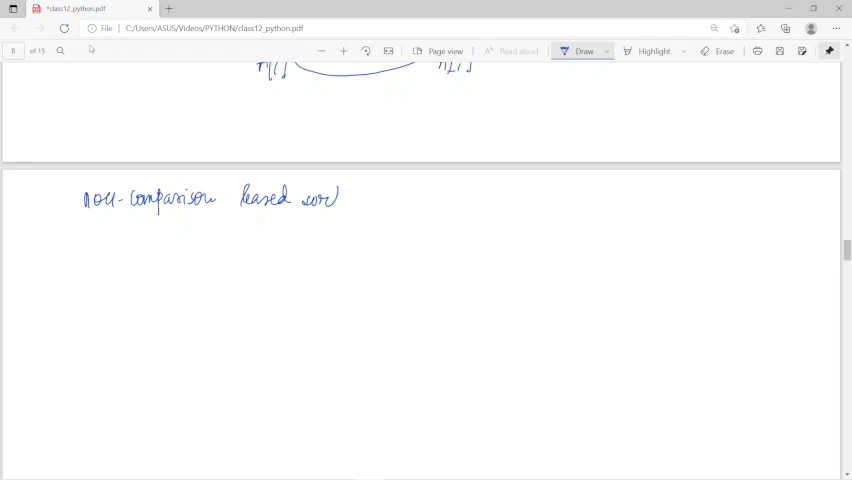 *class12_python.pdf
File C:/Users/ASUS/Videos/PYTHON/class12_python.pdf
8 of 15 Page view Read aloud Draw Highlight Erase
A[i] A[j]
non-comparison based sor